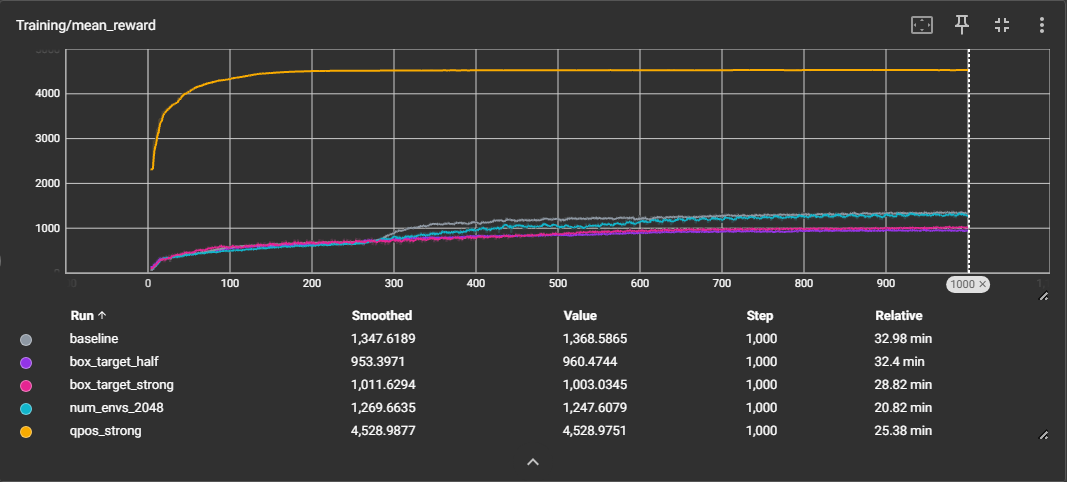 Training/mean_reward
4000
3000
2000
1000
0 100 200 300 400 500 600 700 800 900 1000
Run ↑ Smoothed Value Step Relative
baseline 1,347.6189 1,368.5865 1,000 32.98 min
box_target_half 953.3971 960.4744 1,000 32.4 min
box_target_strong 1,011.6294 1,003.0345 1,000 28.82 min
num_envs_2048 1,269.6635 1,247.6079 1,000 20.82 min
qpos_strong 4,528.9877 4,528.9751 1,000 25.38 min